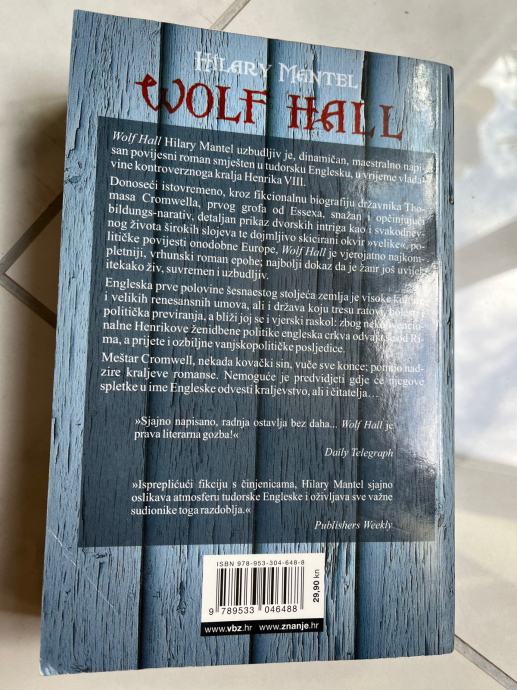 HILARY MANTEL
WOLF HALL
Wolf Hall Hilary Mantel uzbudljiv je, dinamičan, maestralno napi-
san povijesni roman smješten u tudorsku Englesku, u vrijeme vlada-
vine kontroverznoga kralja Henrika VIII.
Donoseći istovremeno, kroz fikcionalnu biografiju državnika Tho-
masa Cromwella, prvog grofa od Essexa, snažan i opčinjujući
bildungs-narativ, detaljan prikaz dvorskih intriga kao i svakodnev-
nog života širokih slojeva te dojmljivo skicirani okvir »velike«, po-
litičke povijesti onodobne Europe, Wolf Hall je vjerojatno najkom-
pletniji, vrhunski roman epohe; najbolji dokaz da je žanr još uvijek
itekako živ, suvremen i uzbudljiv.
Engleska prve polovine šesnaestog stoljeća zemlja je visoke kulture
i velikih renesansnih umova, ali i država koju tresu ratovi, bolesti i
politička previranja, a bliži joj se i vjerski raskol: zbog nekonvencio-
nalne Henrikove ženidbene politike engleska crkva odvaja se od Ri-
ma, a prijete i ozbiljne vanjskopolitičke posljedice.
Meštar Cromwell, nekada kovački sin, vuče sve konce; pomno nad-
zire kraljeve romanse. Nemoguće je predvidjeti gdje će njegove
spletke u ime Engleske odvesti kraljevstvo, ali i čitatelja...
»Sjajno napisano, radnja ostavlja bez daha... Wolf Hall je
prava literarna gozba!«
Daily Telegraph
»Isprepličući fikciju s činjenicama, Hilary Mantel sjajno
oslikava atmosferu tudorske Engleske i oživljava sve važne
sudionike toga razdoblja.«
Publishers Weekly
ISBN 978-953-304-648-8
9 789533 046488
29,90 kn
www.vbz.hr www.znanje.hr